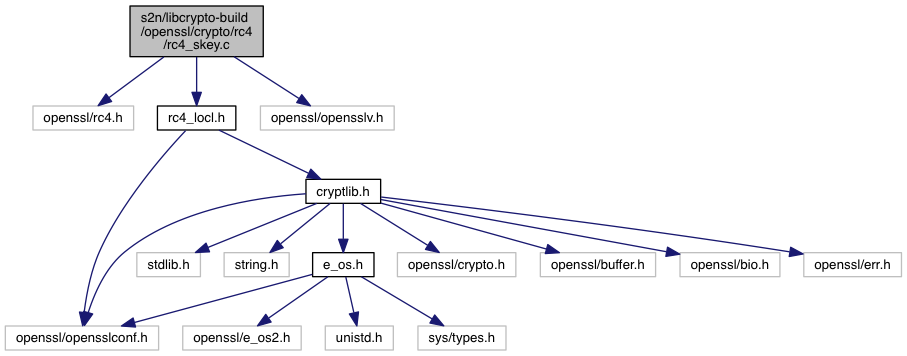 s2n/libcrypto-build
/openssl/crypto/rc4
/rc4_skey.c
openssl/rc4.h
rc4_locl.h
openssl/opensslv.h
cryptlib.h
stdlib.h
string.h
e_os.h
openssl/crypto.h
openssl/buffer.h
openssl/bio.h
openssl/err.h
openssl/opensslconf.h
openssl/e_os2.h
unistd.h
sys/types.h